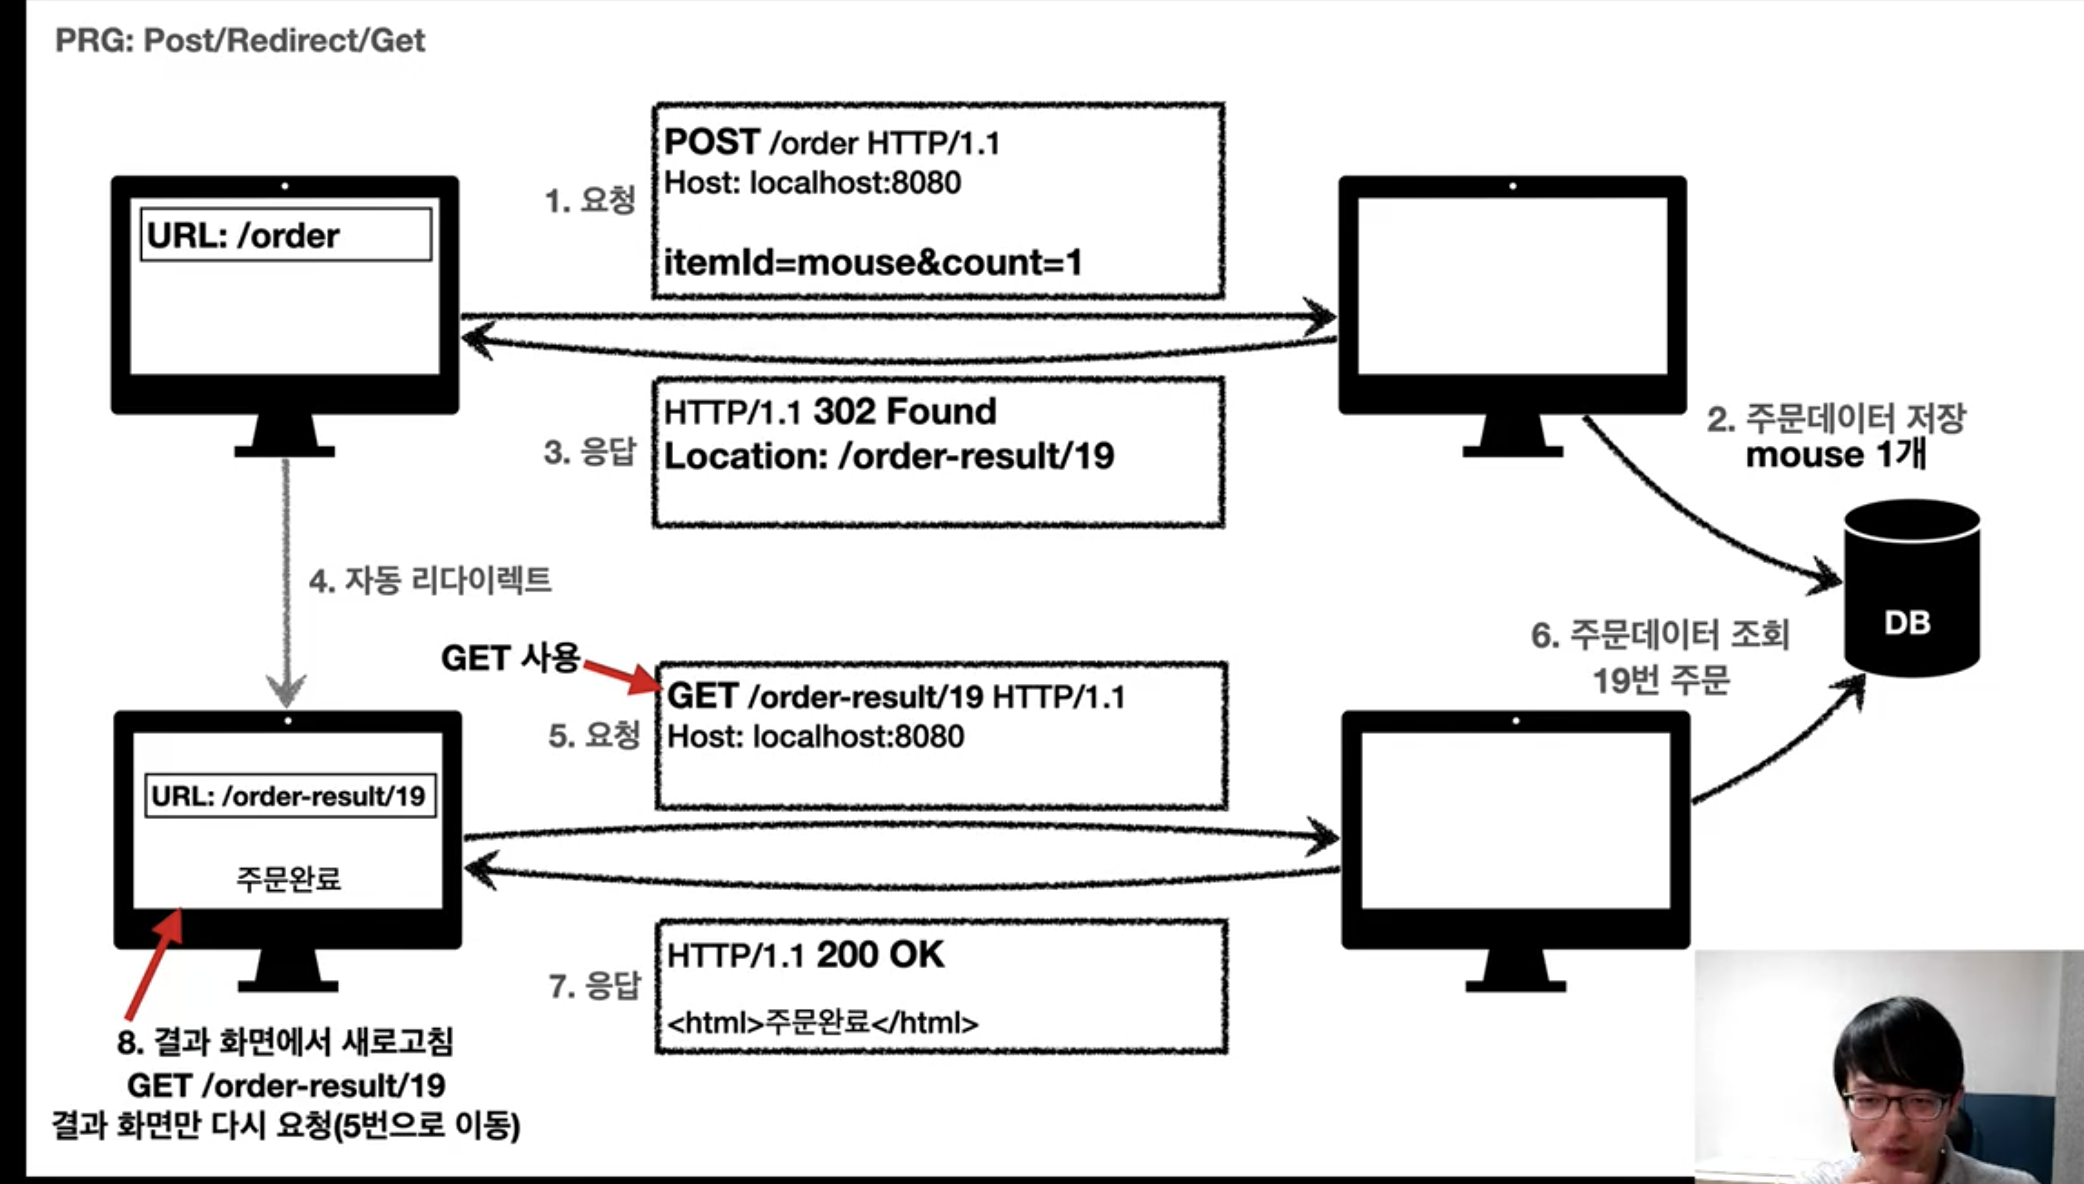 PRG: Post/Redirect/Get
URL: /order
1. 요청
POST /order HTTP/1.1
Host: localhost:8080
itemId=mouse&count=1
2. 주문데이터 저장
mouse 1개
DB
3. 응답
HTTP/1.1 302 Found
Location: /order-result/19
4. 자동 리다이렉트
GET 사용
5. 요청
GET /order-result/19 HTTP/1.1
Host: localhost:8080
6. 주문데이터 조회
19번 주문
URL: /order-result/19
주문완료
7. 응답
HTTP/1.1 200 OK
<html>주문완료</html>
8. 결과 화면에서 새로고침
GET /order-result/19
결과 화면만 다시 요청(5번으로 이동)